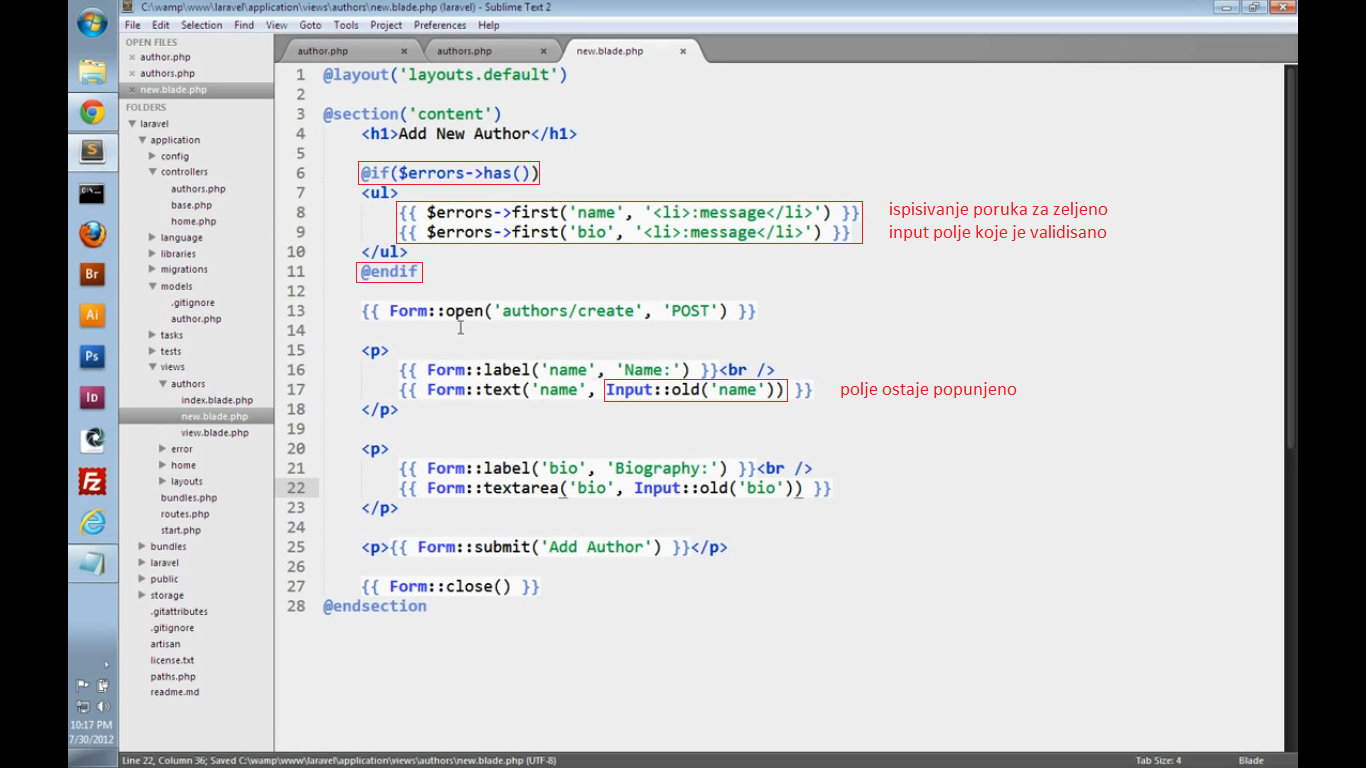 C:\wamp\www\laravel\application\views\authors\new.blade.php (laravel) - Sublime Text 2
File Edit Selection Find View Goto Tools Project Preferences Help
OPEN FILES
× author.php
× authors.php
× new.blade.php
FOLDERS
laravel
application
config
controllers
authors.php
base.php
home.php
language
libraries
migrations
models
.gitignore
author.php
tasks
tests
views
authors
index.blade.php
new.blade.php
view.blade.php
error
home
layouts
bundles.php
routes.php
start.php
bundles
laravel
public
storage
.gitattributes
.gitignore
artisan
license.txt
paths.php
readme.md
author.php × authors.php × new.blade.php ×
1 @layout('layouts.default')
2
3 @section('content')
4 <h1>Add New Author</h1>
5
6 @if($errors->has())
7 <ul>
8 {{ $errors->first('name', '<li>:message</li>') }}
9 {{ $errors->first('bio', '<li>:message</li>') }}
10 </ul>
11 @endif
12
13 {{ Form::open('authors/create', 'POST') }}
14
15 <p>
16 {{ Form::label('name', 'Name:') }}<br />
17 {{ Form::text('name', Input::old('name')) }}
18 </p>
19
20 <p>
21 {{ Form::label('bio', 'Biography:') }}<br />
22 {{ Form::textarea('bio', Input::old('bio')) }}
23 </p>
24
25 <p>{{ Form::submit('Add Author') }}</p>
26
27 {{ Form::close() }}
28 @endsection
ispisivanje poruka za zeljeno
input polje koje je validisano
polje ostaje popunjeno
Br
Ai
Ps
Id
Fz
10:17 PM
7/30/2012
Line 22, Column 36; Saved C:\wamp\www\laravel\application\views\authors\new.blade.php (UTF-8) Tab Size: 4 Blade